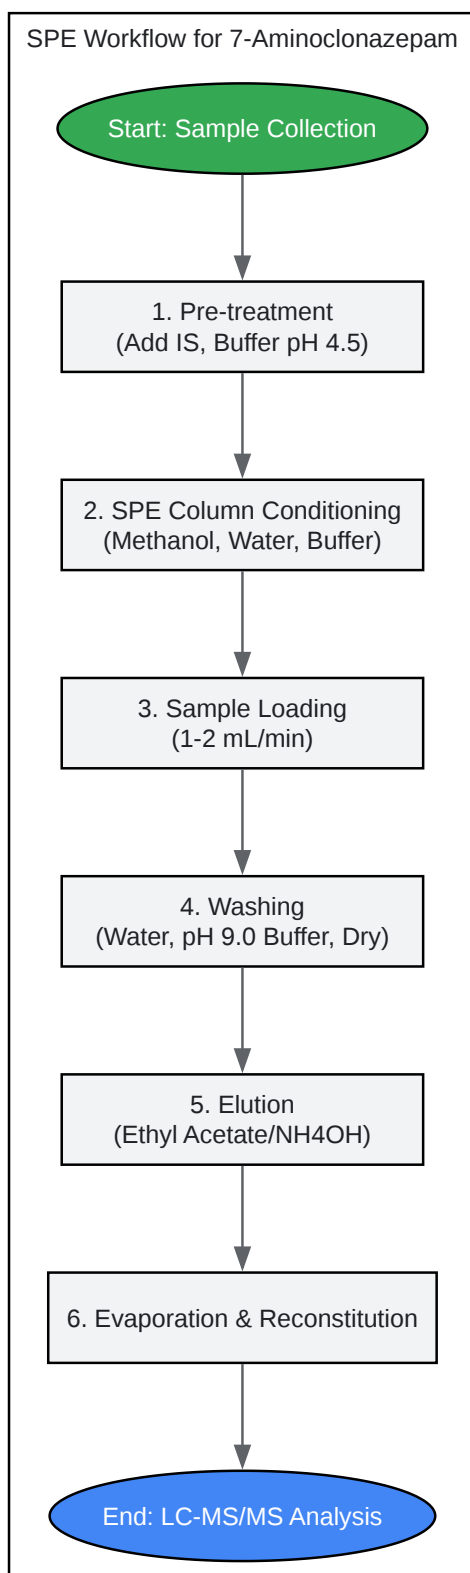 SPE Workflow for 7-Aminoclonazepam
Start: Sample Collection
1. Pre-treatment
(Add IS, Buffer pH 4.5)
2. SPE Column Conditioning
(Methanol, Water, Buffer)
3. Sample Loading
(1-2 mL/min)
4. Washing
(Water, pH 9.0 Buffer, Dry)
5. Elution
(Ethyl Acetate/NH4OH)
6. Evaporation & Reconstitution
End: LC-MS/MS Analysis